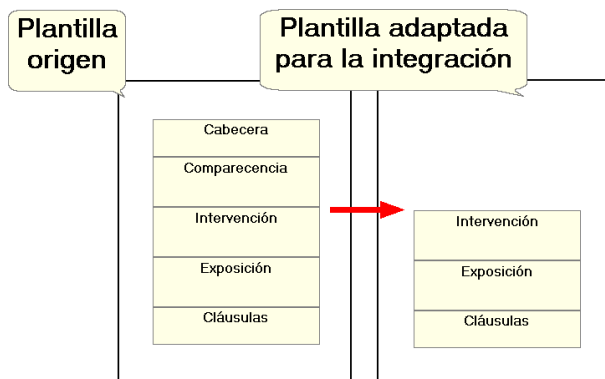 Plantilla
origen
Plantilla adaptada
para la integración
Cabecera
Comparecencia
Intervención
Exposición
Cláusulas
Intervención
Exposición
Cláusulas